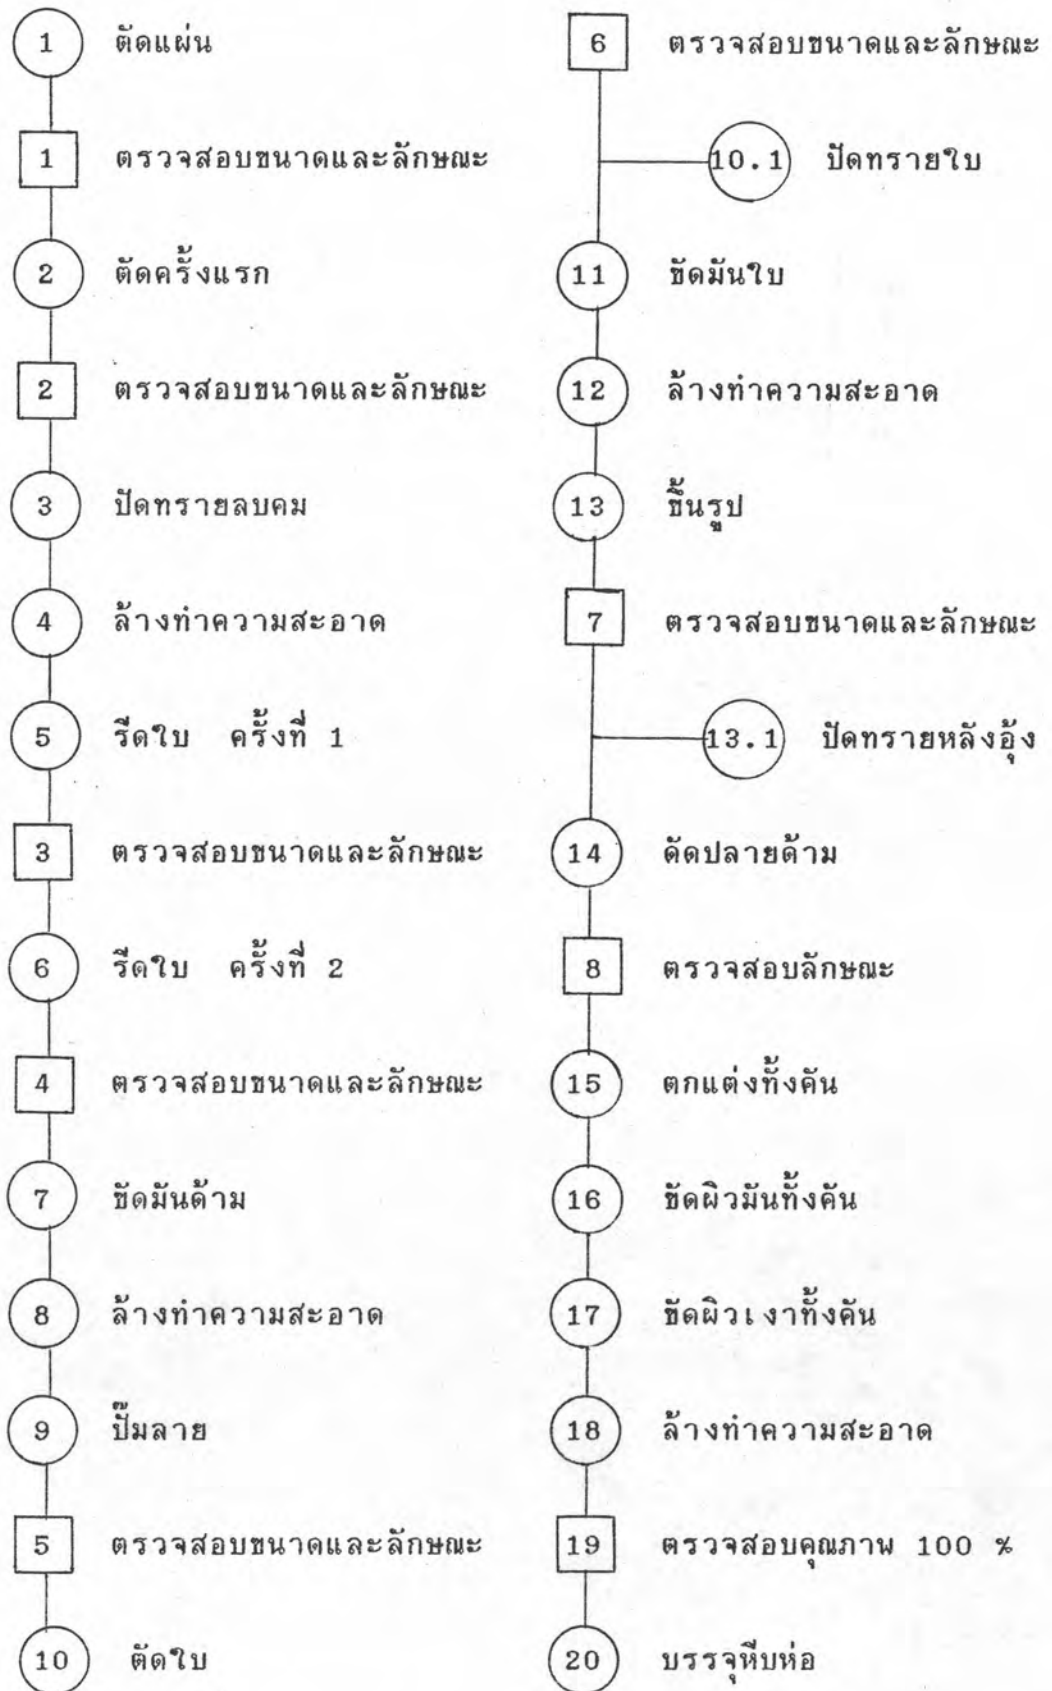 1 ตัดแผ่น
1 ตรวจสอบขนาดและลักษณะ
2 ตัดครั้งแรก
2 ตรวจสอบขนาดและลักษณะ
3 ปัดทรายลบคม
4 ล้างทำความสะอาด
5 รีดใบ ครั้งที่ 1
3 ตรวจสอบขนาดและลักษณะ
6 รีดใบ ครั้งที่ 2
4 ตรวจสอบขนาดและลักษณะ
7 ขัดมันด้าม
8 ล้างทำความสะอาด
9 ปั๊มลาย
5 ตรวจสอบขนาดและลักษณะ
10 ตัดใบ
6 ตรวจสอบขนาดและลักษณะ
10.1 ปัดทรายใบ
11 ขัดมันใบ
12 ล้างทำความสะอาด
13 ขึ้นรูป
7 ตรวจสอบขนาดและลักษณะ
13.1 ปัดทรายหลังอุ้ง
14 ดัดปลายด้าม
8 ตรวจสอบลักษณะ
15 ตกแต่งทั้งคัน
16 ขัดผิวมันทั้งคัน
17 ขัดผิวเงาทั้งคัน
18 ล้างทำความสะอาด
19 ตรวจสอบคุณภาพ 100 %
20 บรรจุหีบห่อ